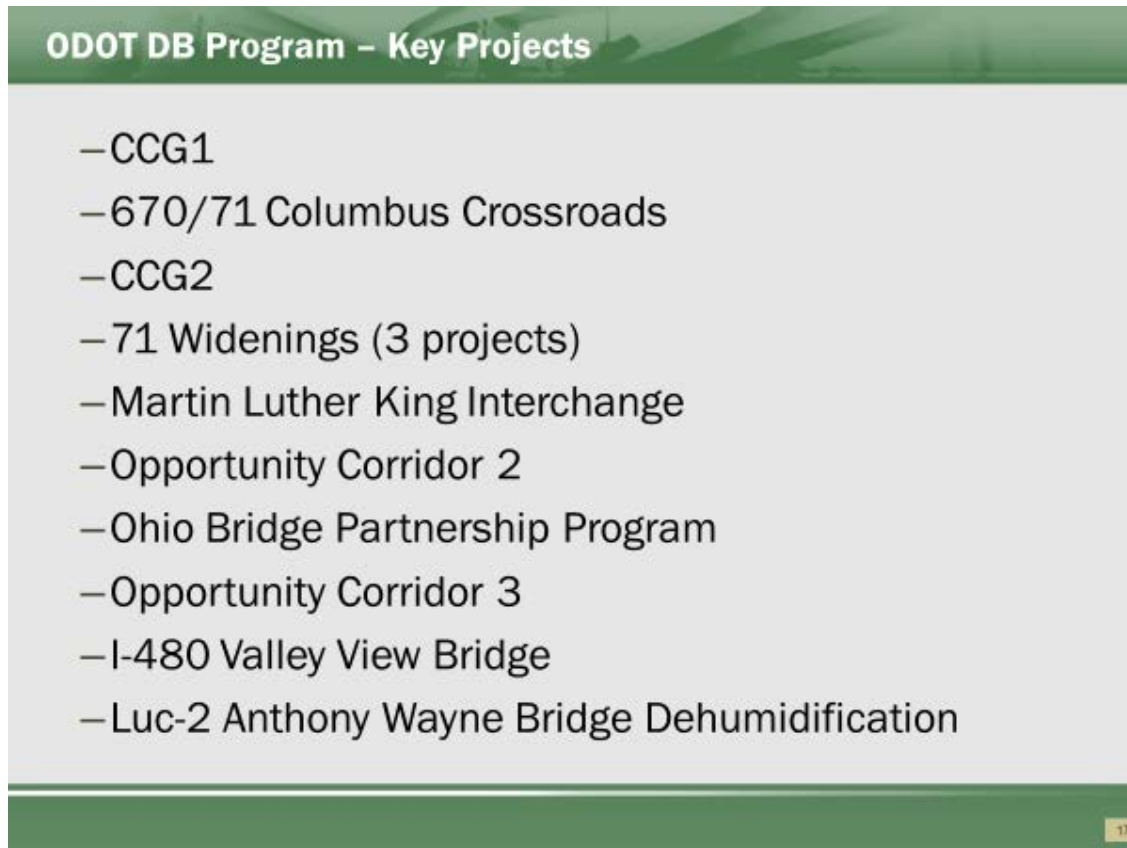 ODOT DB Program – Key Projects
–CCG1
–670/71 Columbus Crossroads
–CCG2
–71 Widenings (3 projects)
–Martin Luther King Interchange
–Opportunity Corridor 2
–Ohio Bridge Partnership Program
–Opportunity Corridor 3
–I-480 Valley View Bridge
–Luc-2 Anthony Wayne Bridge Dehumidification